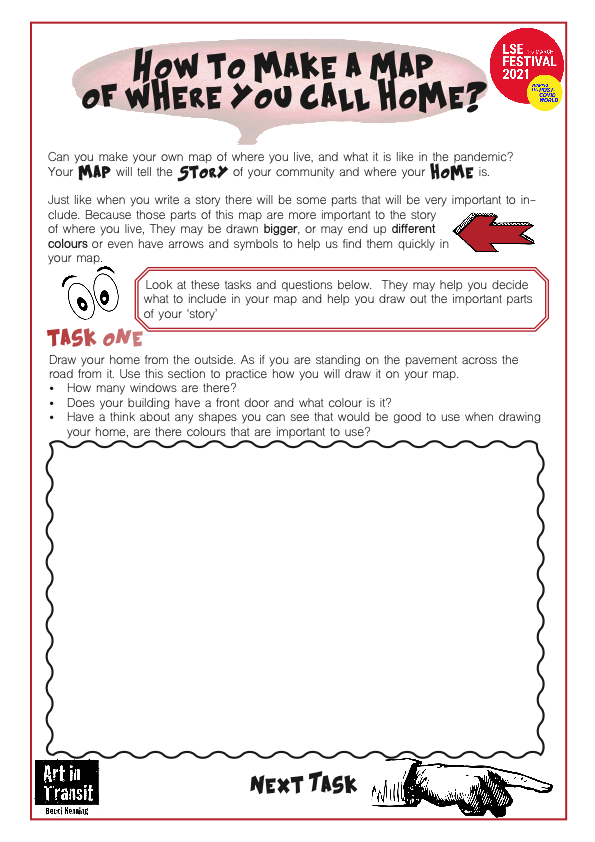 HOW TO MAKE A MAP
OF WHERE YOU CALL HOME?
LSE 1-6 MARCH
FESTIVAL
2021
POST
COVID
WORLD
Can you make your own map of where you live, and what it is like in the pandemic?
Your MAP will tell the STORY of your community and where your HOME is.
Just like when you write a story there will be some parts that will be very important to in-
clude. Because those parts of this map are more important to the story
of where you live, They may be drawn bigger, or may end up different
colours or even have arrows and symbols to help us find them quickly in
your map.
Look at these tasks and questions below.  They may help you decide
what to include in your map and help you draw out the important parts
of your ‘story’
TASK ONE
Draw your home from the outside. As if you are standing on the pavement across the
road from it. Use this section to practice how you will draw it on your map.
• How many windows are there?
• Does your building have a front door and what colour is it?
• Have a think about any shapes you can see that would be good to use when drawing
your home, are there colours that are important to use?
Art in
Transit
Becci Kenning
NEXT TASK